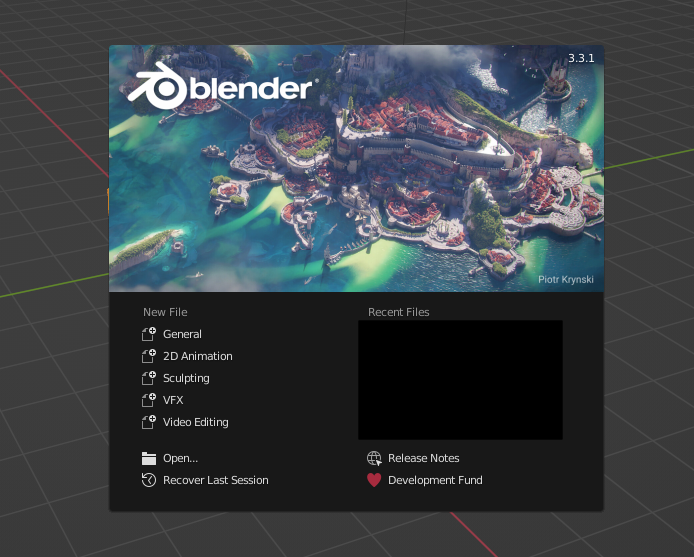 3.3.1
blender
Piotr Krynski
New File
General
2D Animation
Sculpting
VFX
Video Editing
Open...
Recover Last Session
Recent Files
Release Notes
Development Fund